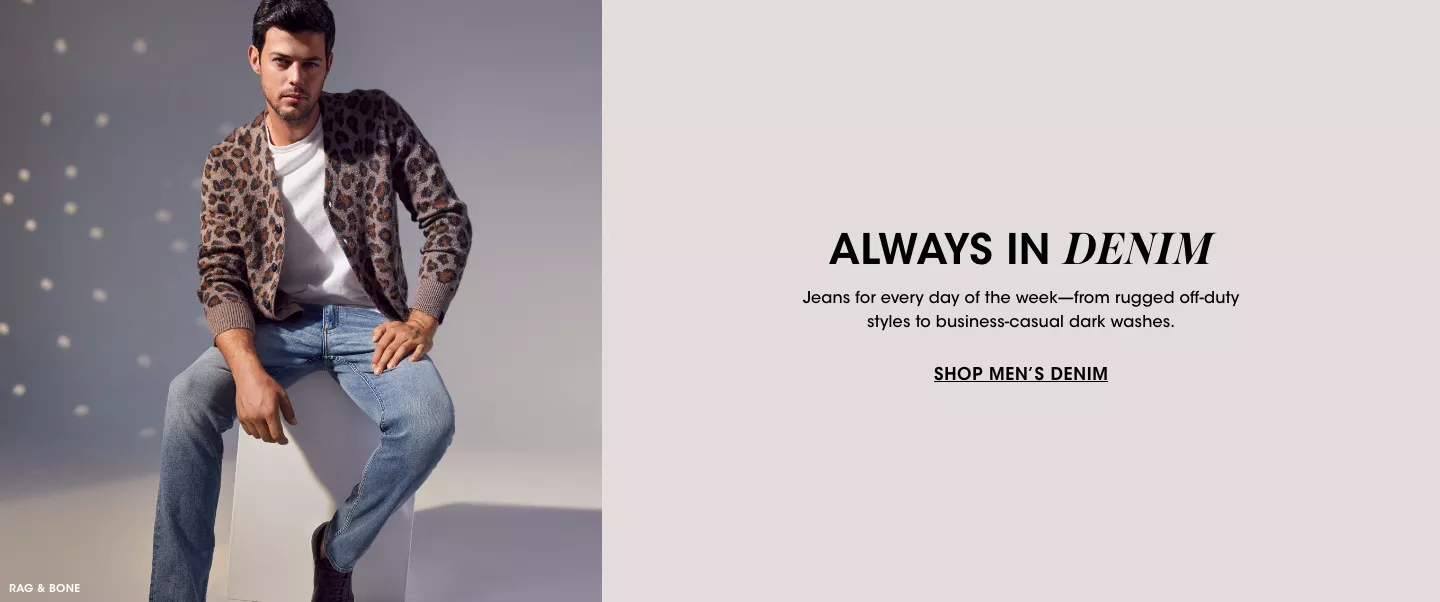 ALWAYS IN DENIM
Jeans for every day of the week—from rugged off-duty
styles to business-casual dark washes.
SHOP MEN’S DENIM
RAG & BONE